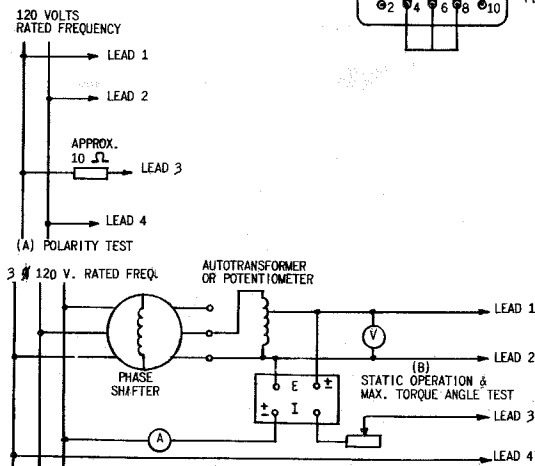 120 VOLTS
RATED FREQUENCY
2 4 6 8 10
LEAD 1
LEAD 2
APPROX.
10 Ω
LEAD 3
LEAD 4
(A) POLARITY TEST
3 Ø 120 V. RATED FREQ.
AUTOTRANSFORMER
OR POTENTIOMETER
LEAD 1
V
LEAD 2
PHASE
SHIFTER
E ±
± I
(B)
STATIC OPERATION &
MAX. TORQUE ANGLE TEST
LEAD 3
A
LEAD 4